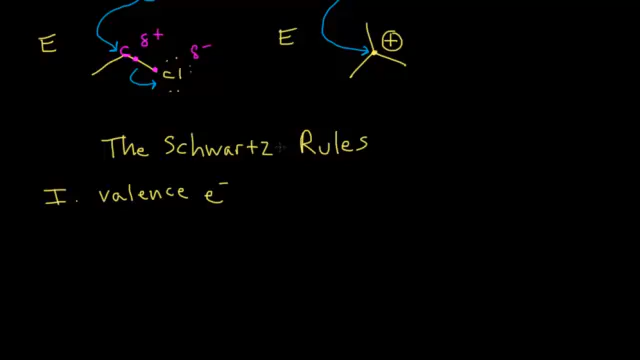 E C δ+ Cl δ- E +
The Schwartz Rules
I. valence e-